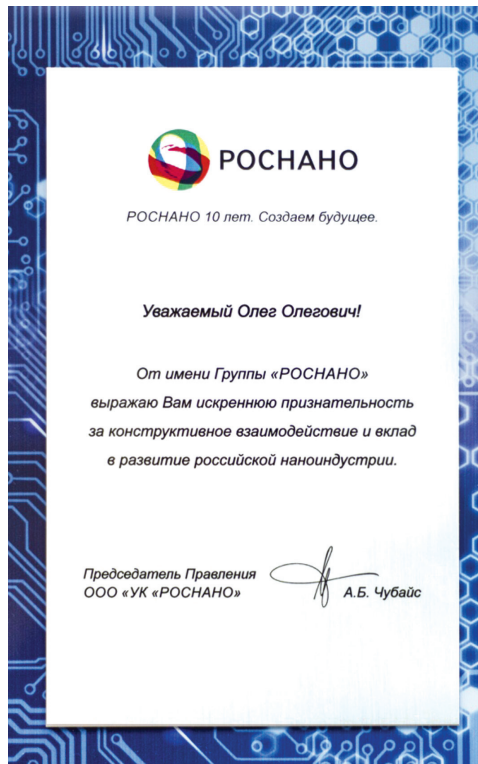 РОСНАНО
РОСНАНО 10 лет. Создаем будущее.
Уважаемый Олег Олегович!
От имени Группы «РОСНАНО»
выражаю Вам искреннюю признательность
за конструктивное взаимодействие и вклад
в развитие российской наноиндустрии.
Председатель Правления
ООО «УК «РОСНАНО»
А.Б. Чубайс